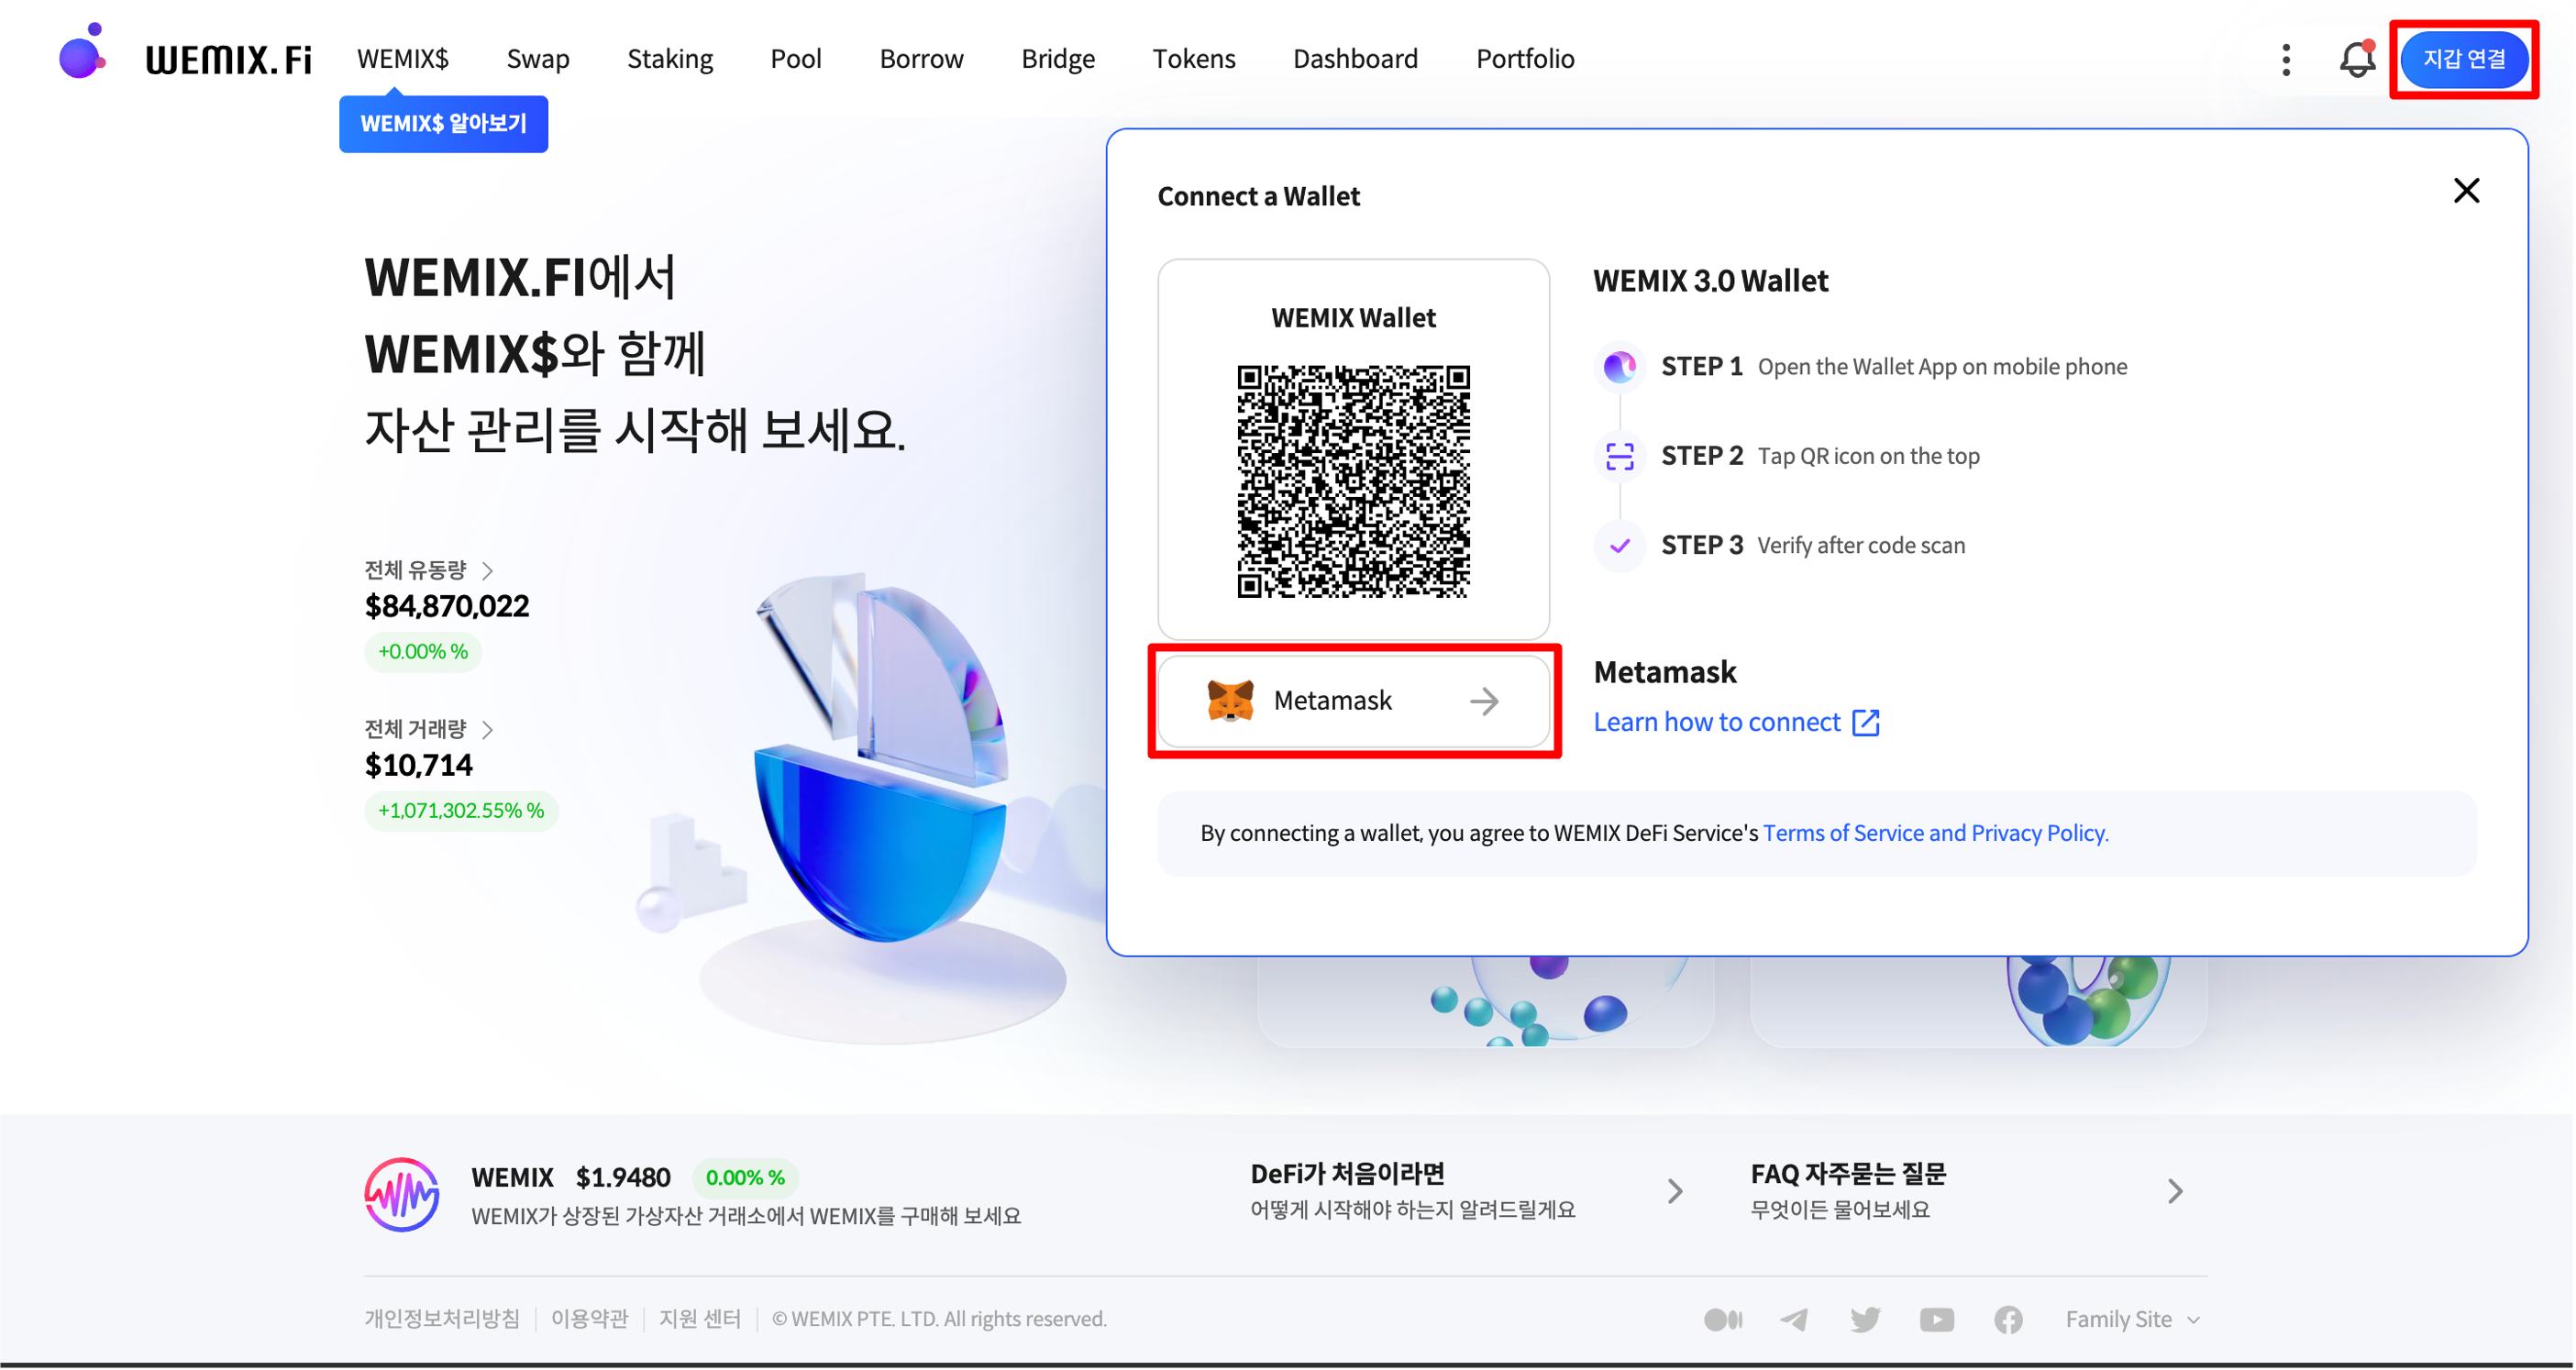 WEMIX.Fi
WEMIX$ Swap Staking Pool Borrow Bridge Tokens Dashboard Portfolio
지갑 연결
WEMIX$ 알아보기
WEMIX.FI에서
WEMIX$와 함께
자산 관리를 시작해 보세요.
전체 유동량
$84,870,022
+0.00% %
전체 거래량
$10,714
+1,071,302.55% %
Connect a Wallet
WEMIX Wallet
WEMIX 3.0 Wallet
STEP 1 Open the Wallet App on mobile phone
STEP 2 Tap QR icon on the top
STEP 3 Verify after code scan
Metamask
Metamask
Learn how to connect
By connecting a wallet, you agree to WEMIX DeFi Service's Terms of Service and Privacy Policy.
WEMIX $1.9480 0.00% %
WEMIX가 상장된 가상자산 거래소에서 WEMIX를 구매해 보세요
DeFi가 처음이라면
어떻게 시작해야 하는지 알려드릴게요
FAQ 자주묻는 질문
무엇이든 물어보세요
개인정보처리방침 이용약관 지원 센터 © WEMIX PTE. LTD. All rights reserved.
Family Site